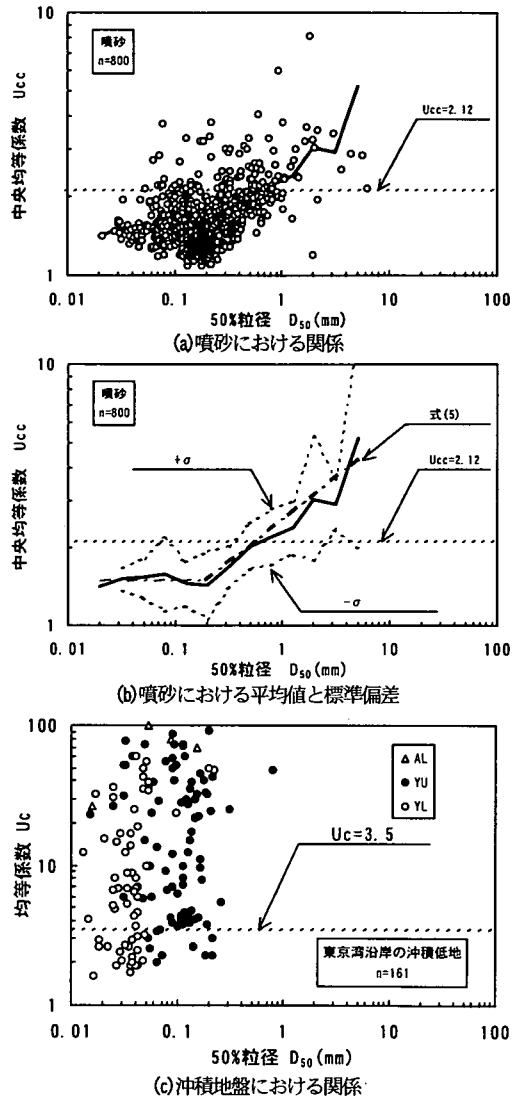 10
噴砂
n=800
Ucc=2.12
中央均等係数 Ucc
1
0.01
0.1
1
10
100
50%粒径 D50(mm)
(a)噴砂における関係
10
噴砂
n=800
式(5)
+σ
Ucc=2.12
中央均等係数 Ucc
-σ
1
0.01
0.1
1
10
100
50%粒径 D50(mm)
(b)噴砂における平均値と標準偏差
100
△ AL
● YU
○ YL
Uc=3.5
均等係数 Uc
10
東京湾沿岸の沖積低地
n=161
1
0.01
0.1
1
10
100
50%粒径 D50(mm)
(c)沖積地盤における関係